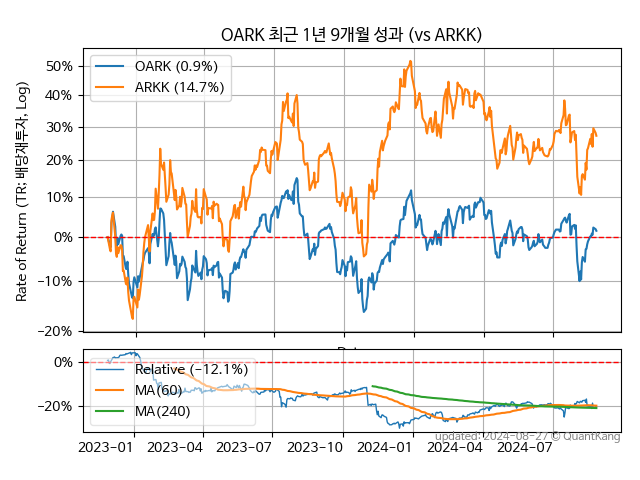 OARK 최근 1년 9개월 성과 (vs ARKK)
Rate of Return (TR: 배당재투자, Log)
50%
40%
30%
20%
10%
0%
−10%
−20%
OARK (0.9%)
ARKK (14.7%)
0%
−20%
Relative (−12.1%)
MA(60)
MA(240)
2023−01
2023−04
2023−07
2023−10
2024−01
2024−04
2024−07
updated: 2024−08−27 © QuantKang